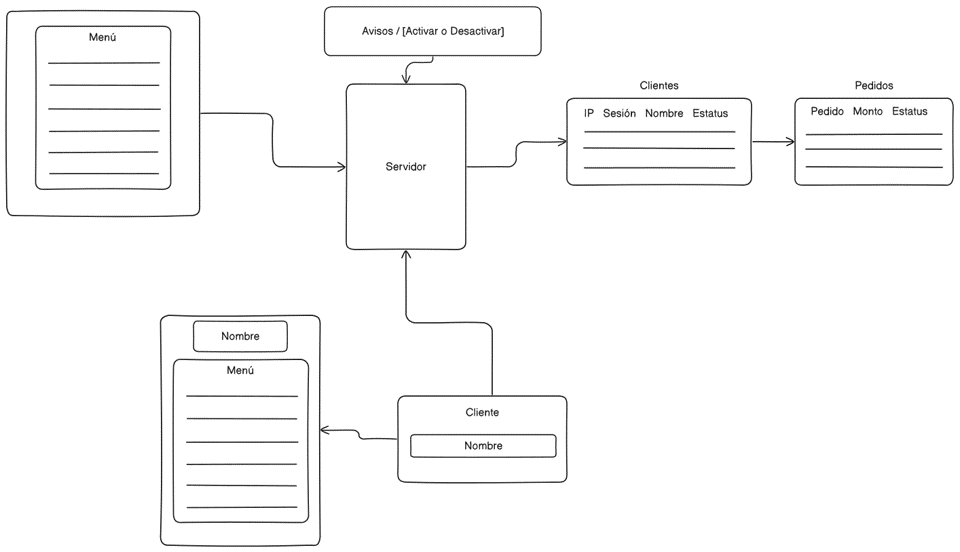 Menú
Avisos / [Activar o Desactivar]
Servidor
Clientes
IP Sesión Nombre Estatus
Pedidos
Pedido Monto Estatus
Nombre
Menú
Cliente
Nombre